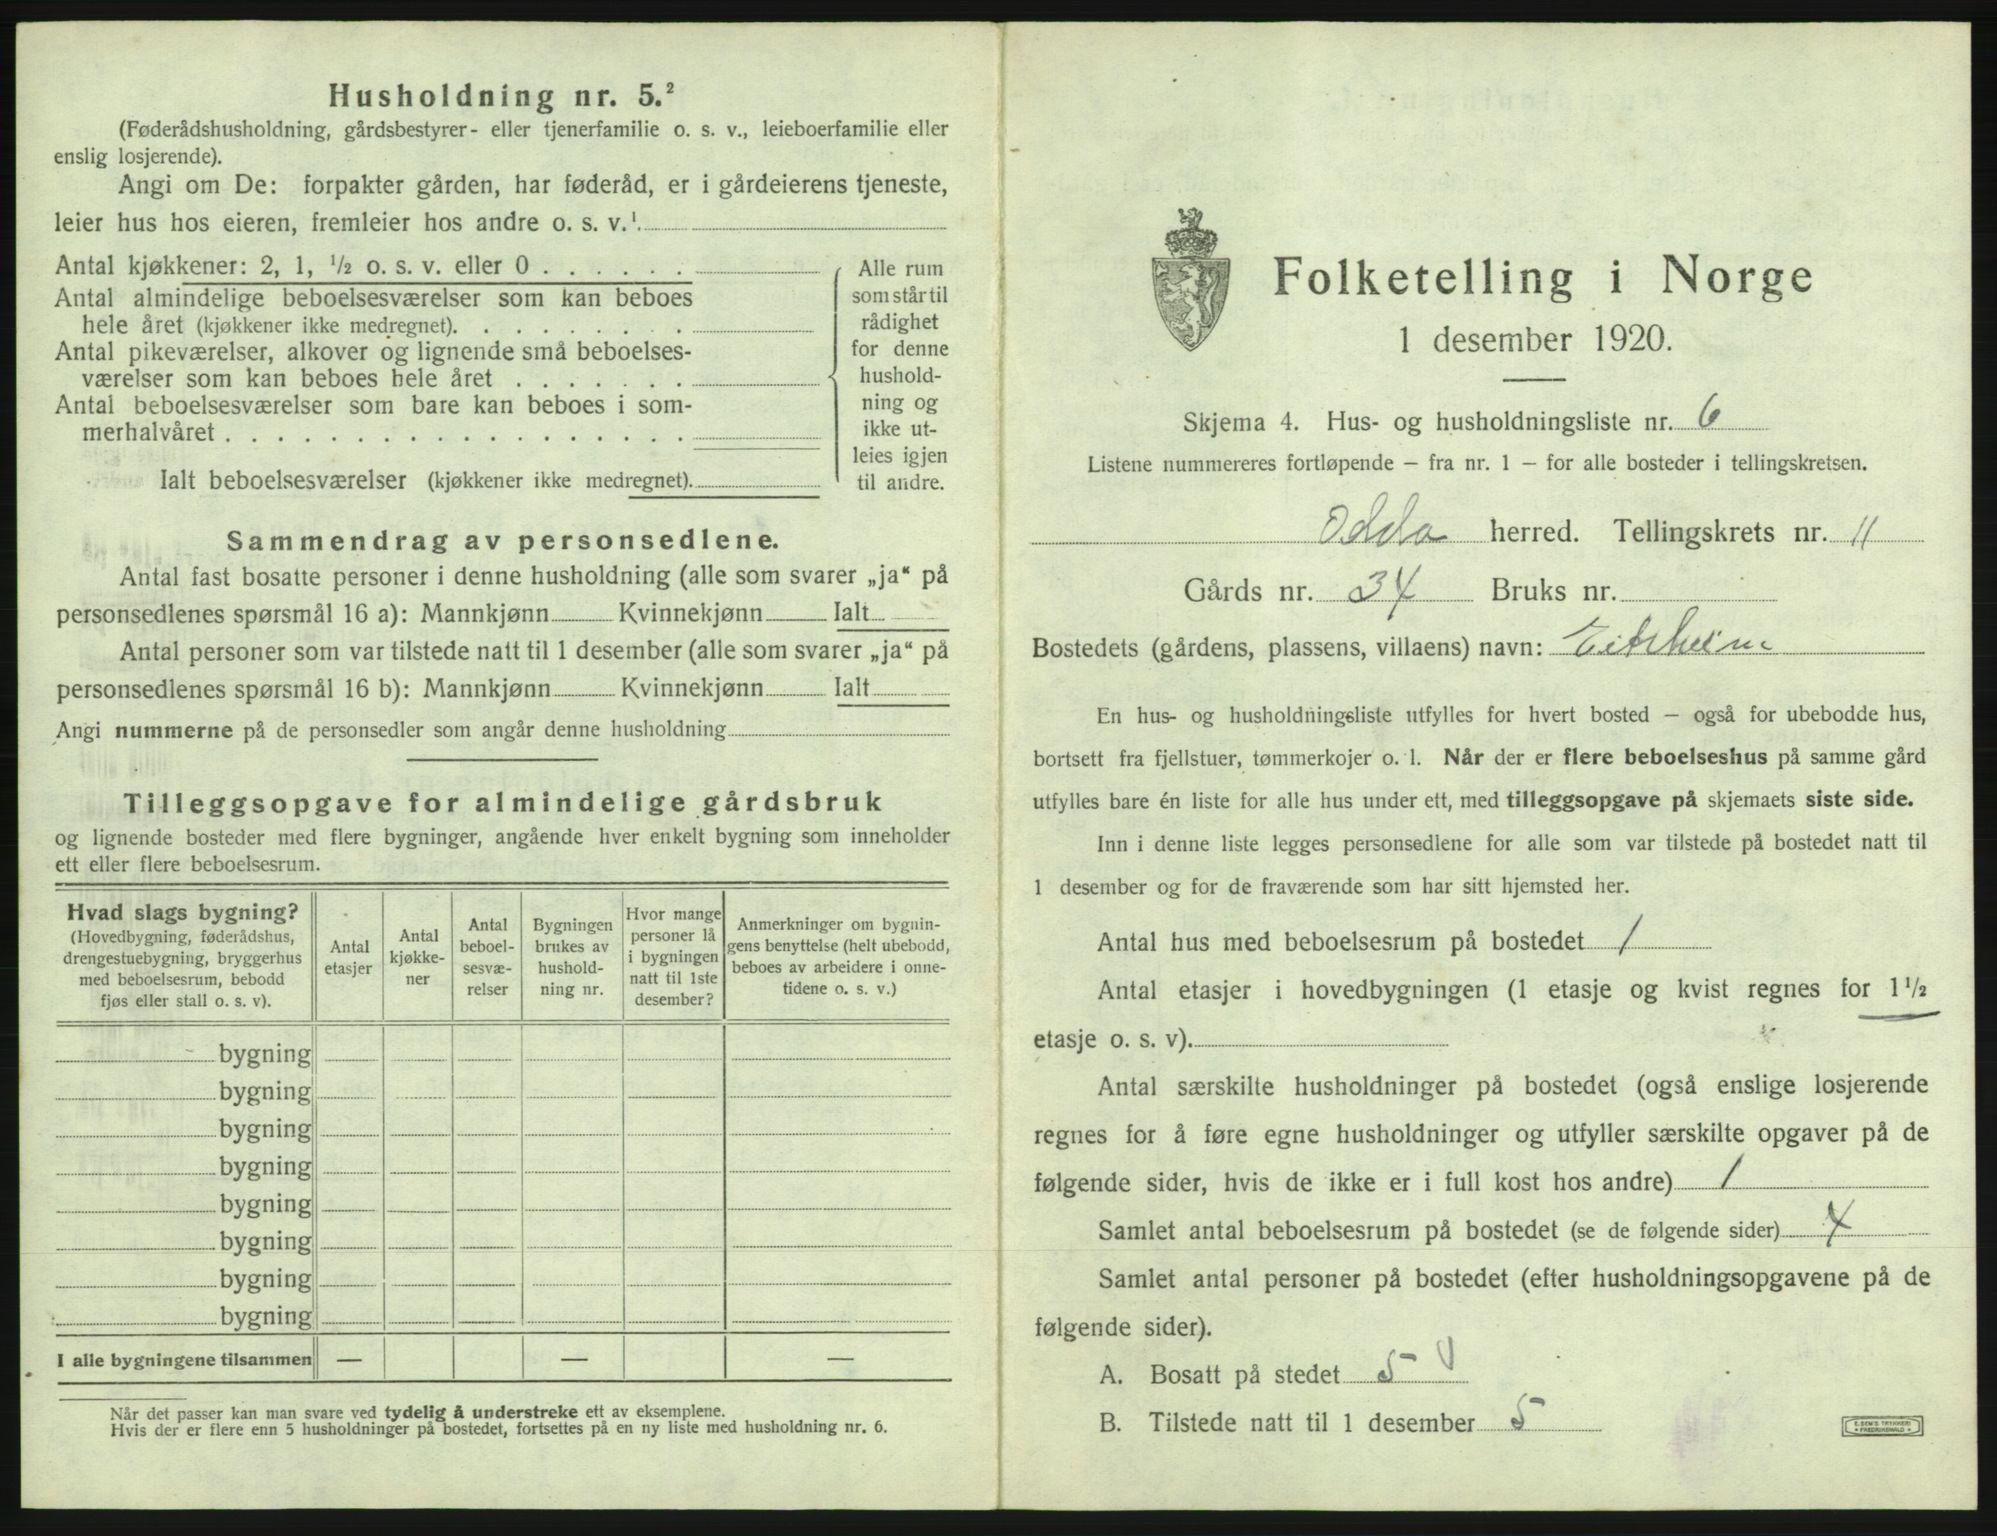 Husholdning nr. 5.²
(Føderådshusholdning, gårdsbestyrer- eller tjenerfamilie o. s. v., leieboerfamilie eller
enslig losjerende).
Angi om De: forpakter gården, har føderåd, er i gårdeierens tjeneste,
leier hus hos eieren, fremleier hos andre o. s. v.¹
Antal kjøkkener: 2, 1, ½ o. s. v. eller 0 . . . . . .
Antal almindelige beboelsesværelser som kan beboes
hele året (kjøkkener ikke medregnet). . . . . . . . .
Antal pikeværelser, alkover og lignende små beboelses-
værelser som kan beboes hele året . . . . . . .
Antal beboelsesværelser som bare kan beboes i som-
merhalvåret . . . . . . . . . . . . . . . . . .
Ialt beboelsesværelser (kjøkkener ikke medregnet).
Alle rum
som står til
rådighet
for denne
hushold-
ning og
ikke ut-
leies igjen
til andre.
Sammendrag av personsedlene.
Antal fast bosatte personer i denne husholdning (alle som svarer „ja“ på
personsedlenes spørsmål 16 a): Mannkjønn Kvinnekjønn Ialt
Antal personer som var tilstede natt til 1 desember (alle som svarer „ja“ på
personsedlenes spørsmål 16 b): Mannkjønn Kvinnekjønn Ialt
Angi nummerne på de personsedler som angår denne husholdning
Tilleggsopgave for almindelige gårdsbruk
og lignende bosteder med flere bygninger, angående hver enkelt bygning som inneholder
ett eller flere beboelsesrum.
Hvad slags bygning?
(Hovedbygning, føderådshus,
drengestuebygning, bryggerhus
med beboelsesrum, bebodd
fjøs eller stall o. s. v).
Antal
etasjer
Antal
kjøkke-
ner
Antal
beboel-
sesvæ-
relser
Bygningen
brukes av
hushold-
ning nr.
Hvor mange
personer lå
i bygningen
natt til 1ste
desember?
Anmerkninger om bygnin-
gens benyttelse (helt ubebodd,
beboes av arbeidere i onne-
tidene o. s. v.)
bygning
bygning
bygning
bygning
bygning
bygning
bygning
bygning
I alle bygningene tilsammen — — —
Når det passer kan man svare ved tydelig å understreke ett av eksemplene.
Hvis der er flere enn 5 husholdninger på bostedet, fortsettes på en ny liste med husholdning nr. 6.
Folketelling i Norge
1 desember 1920.
Skjema 4. Hus- og husholdningsliste nr. 6
Listene nummereres fortløpende – fra nr. 1 – for alle bosteder i tellingskretsen.
Odda herred. Tellingskrets nr. 11
Gårds nr. 34 Bruks nr.
Bostedets (gårdens, plassens, villaens) navn: Eitrheim
En hus- og husholdningsliste utfylles for hvert bosted – også for ubebodde hus,
bortsett fra fjellstuer, tømmerkojer o. l. Når der er flere beboelseshus på samme gård
utfylles bare én liste for alle hus under ett, med tilleggsopgave på skjemaets siste side.
Inn i denne liste legges personsedlene for alle som var tilstede på bostedet natt til
1 desember og for de fraværende som har sitt hjemsted her.
Antal hus med beboelsesrum på bostedet 1
Antal etasjer i hovedbygningen (1 etasje og kvist regnes for 1½
etasje o. s. v).
Antal særskilte husholdninger på bostedet (også enslige losjerende
regnes for å føre egne husholdninger og utfyller særskilte opgaver på de
følgende sider, hvis de ikke er i full kost hos andre) 1
Samlet antal beboelsesrum på bostedet (se de følgende sider) 4
Samlet antal personer på bostedet (efter husholdningsopgavene på de
følgende sider).
A. Bosatt på stedet 5
B. Tilstede natt til 1 desember 5
E. SEM'S TRYKKERI
FREDRIKSHALD